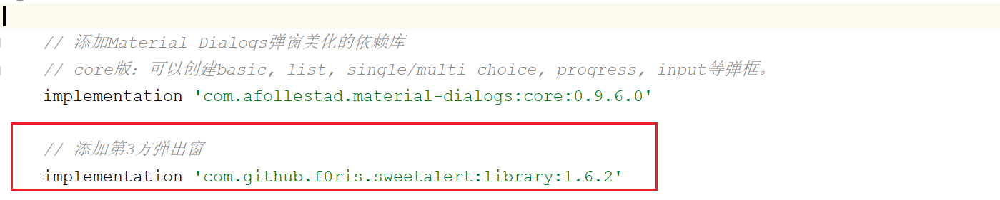 // 添加Material Dialogs弹窗美化的依赖库
// core版：可以创建basic, list, single/multi choice, progress, input等弹框。
implementation 'com.afollestad.material-dialogs:core:0.9.6.0'
// 添加第3方弹出窗
implementation 'com.github.f0ris.sweetalert:library:1.6.2'